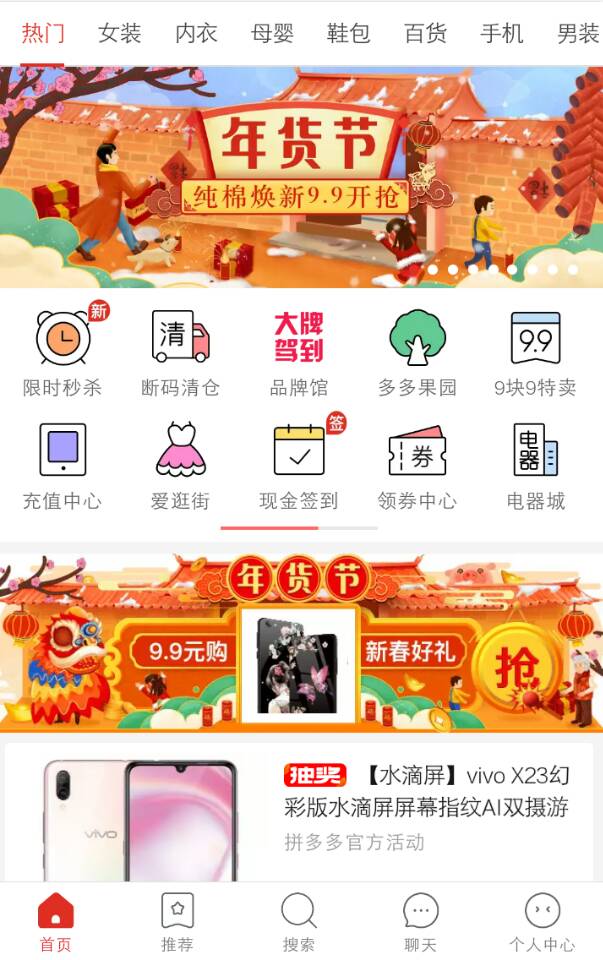 热门 女装 内衣 母婴 鞋包 百货 手机 男装
年货节
纯棉焕新9.9开抢
新
清
大牌
驾到
9.9
限时秒杀 断码清仓 品牌馆 多多果园 9块9特卖
签
券
电器
充值中心 爱逛街 现金签到 领券中心 电器城
年货节
9.9元购 新春好礼 抢
抽奖 【水滴屏】vivo X23幻
彩版水滴屏屏幕指纹AI双摄游
拼多多官方活动
vivo
首页 推荐 搜索 聊天 个人中心